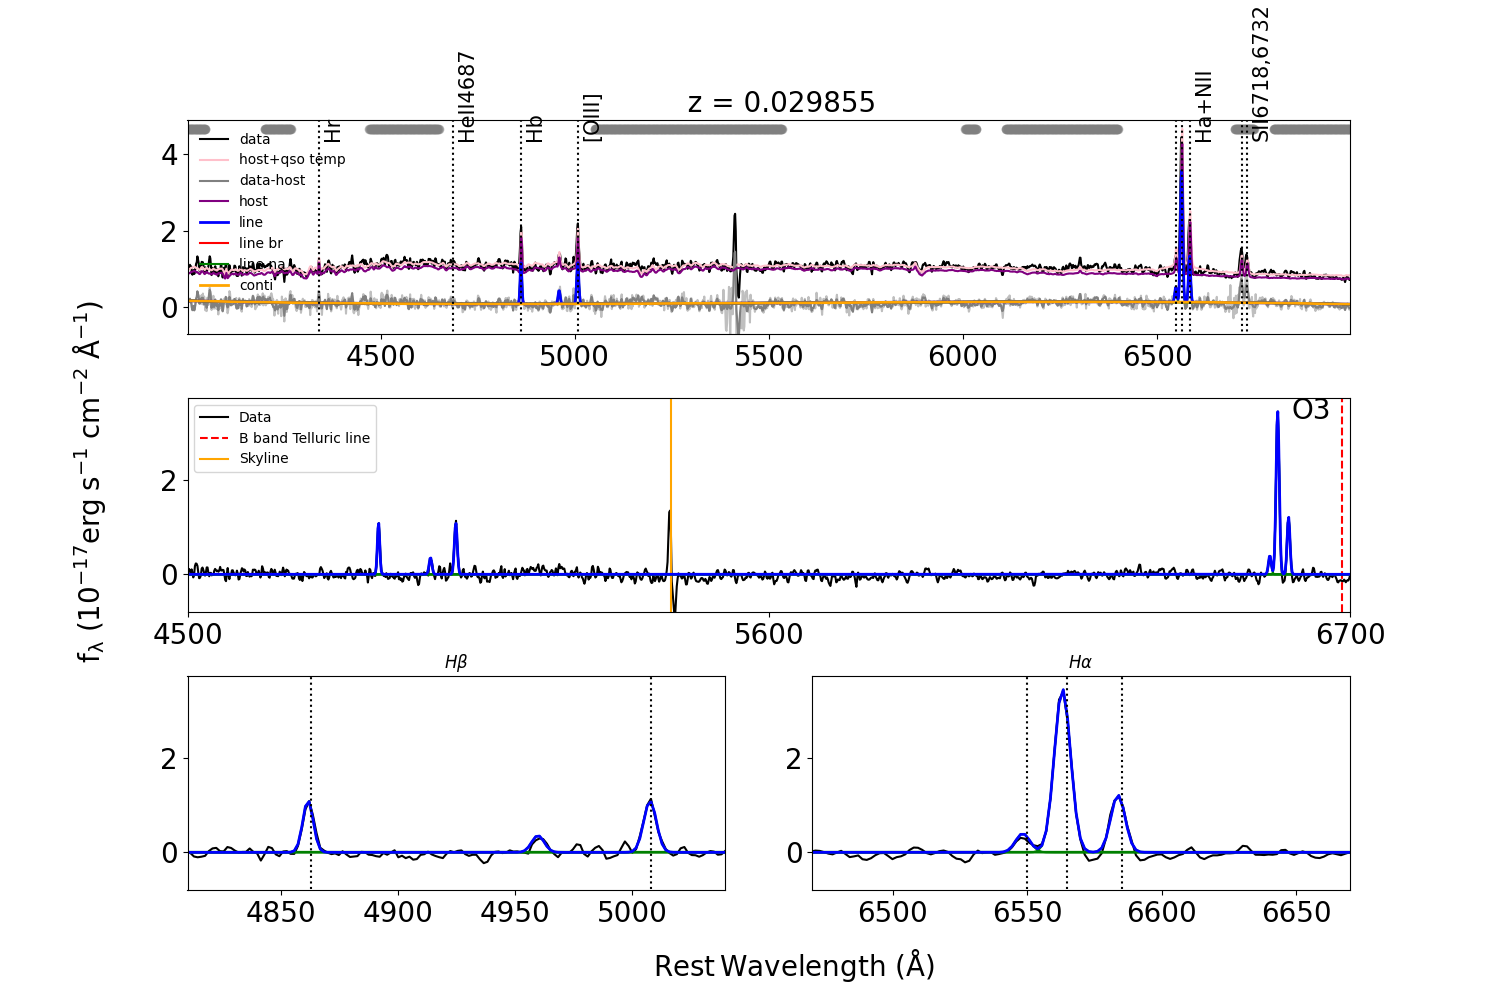 z = 0.029855
Hr
HeII4687
Hb
[OIII]
Ha+NII
SII6718,6732
data
host+qso temp
data-host
host
line
line br
line na
conti
4
2
0
4500
5000
5500
6000
6500
Data
B band Telluric line
Skyline
O3
2
0
4500
5600
6700
fλ (10⁻¹⁷erg s⁻¹ cm⁻² Å⁻¹)
Hβ
2
0
4850
4900
4950
5000
Hα
2
0
6500
6550
6600
6650
Rest Wavelength (Å)